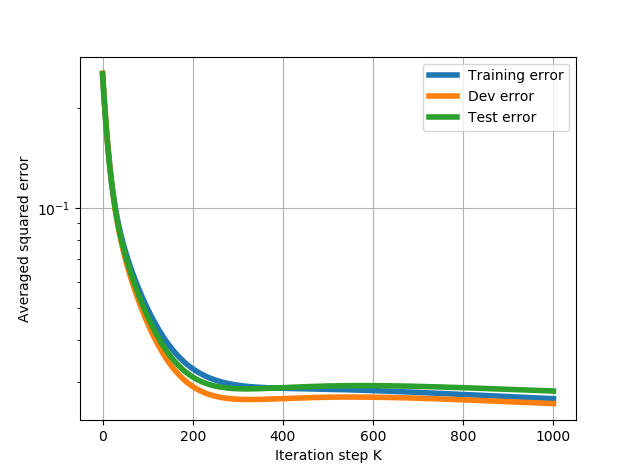 Training error
Dev error
Test error
10⁻¹
Averaged squared error
0 200 400 600 800 1000
Iteration step K